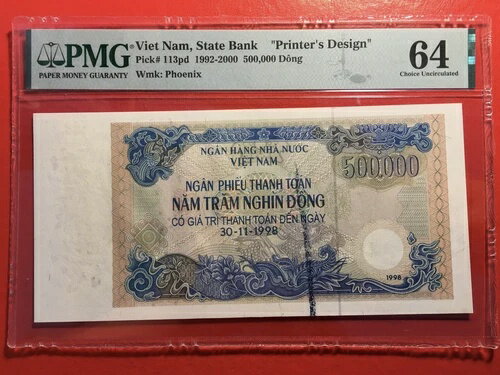 PMG
PAPER MONEY GUARANTY
Viet Nam, State Bank "Printer's Design"
Pick# 113pd 1992-2000 500,000 Dông
Wmk: Phoenix
64
Choice Uncirculated
NGÂN HÀNG NHÀ NƯỚC
VIỆT NAM
500.000
NGÂN PHIẾU THANH TOÁN
NĂM TRĂM NGHÌN ĐỒNG
CÓ GIÁ TRỊ THANH TOÁN ĐẾN NGÀY
30-11-1998
1998